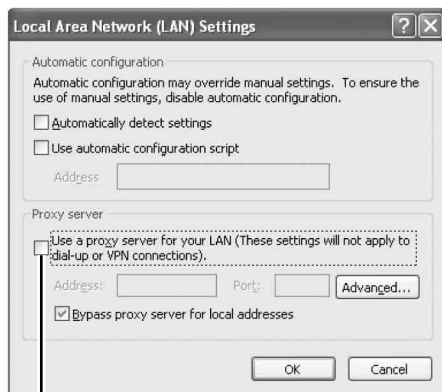 Local Area Network (LAN) Settings
Automatic configuration
Automatic configuration may override manual settings. To ensure the
use of manual settings, disable automatic configuration.
Automatically detect settings
Use automatic configuration script
Address
Proxy server
Use a proxy server for your LAN (These settings will not apply to
dial-up or VPN connections).
Address: Port: Advanced...
Bypass proxy server for local addresses
OK Cancel